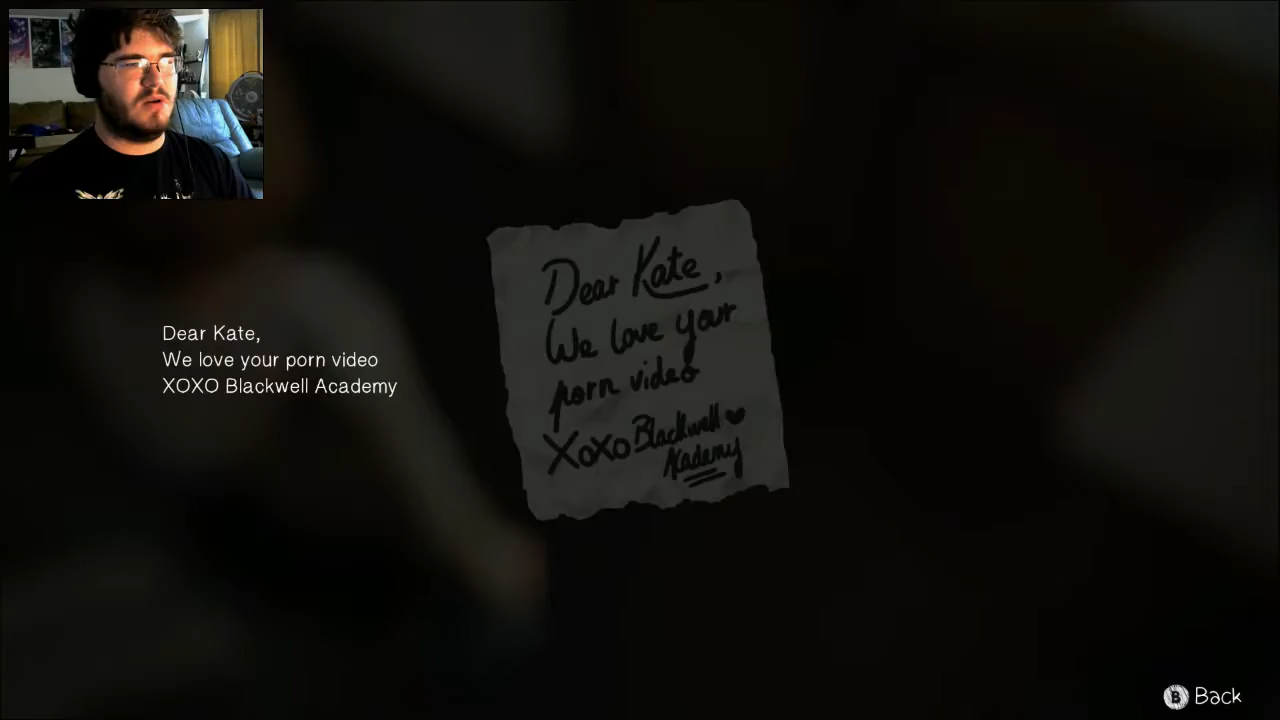 Dear Kate,
We love your porn video
XOXO Blackwell Academy
Dear Kate,
We love your
porn video
XoXo Blackwell
Academy
B Back